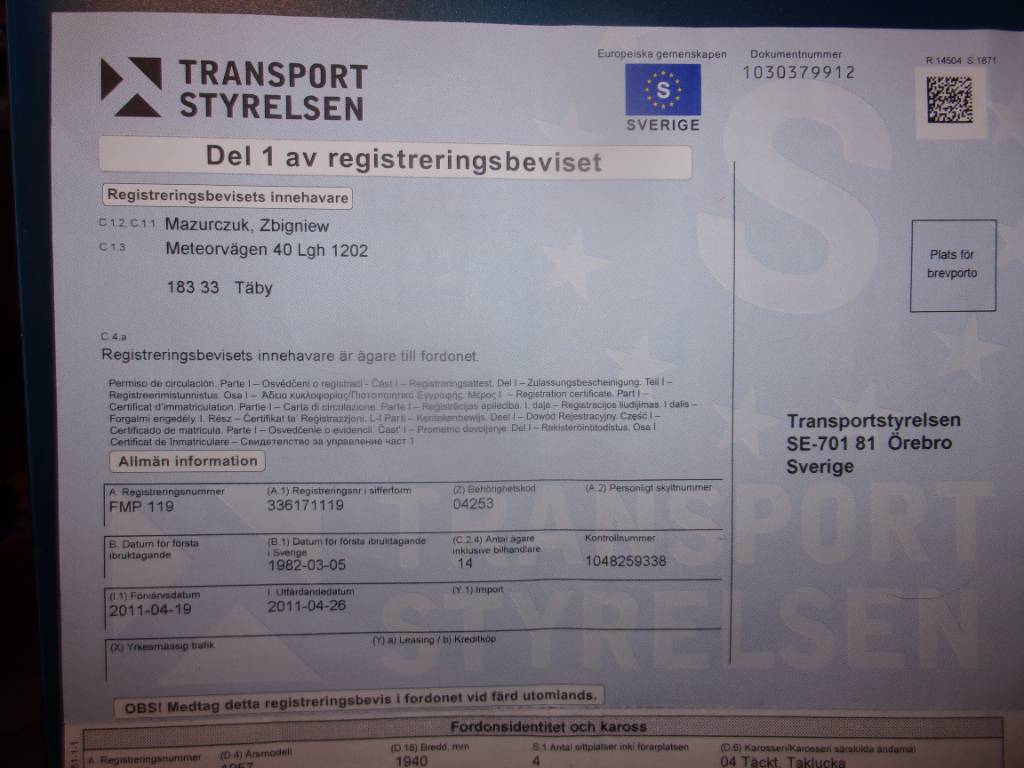 TRANSPORT
STYRELSEN
Europeiska gemenskapen
S
SVERIGE
Dokumentnummer
1030379912
R:14504 S:1871
Del 1 av registreringsbeviset
Registreringsbevisets innehavare
C.1.2, C.1.1 Mazurczuk, Zbigniew
C.1.3 Meteorvägen 40 Lgh 1202
183 33 Täby
Plats för
brevporto
C.4.a
Registreringsbevisets innehavare är ägare till fordonet.
Permiso de circulación. Parte I – Osvědčení o registraci - Část I – Registreringsattest. Del I – Zulassungsbescheinigung. Teil I –
Registreerimistunnistus. Osa I – Άδεια κυκλοφορίας/Πιστοποιητικό Εγγραφής. Μέρος I – Registration certificate. Part I –
Certificat d'immatriculation. Partie I – Carta di circolazione. Parte I – Reģistrācijas apliecība. I. daļa – Registracijos liudijimas. I dalis –
Forgalmi engedély. I. Rész – Ċertifikat ta' Reġistrazzjoni. L-I Parti – Kentekenbewijs. Deel I – Dowód Rejestracyjny. Część I –
Certificado de matrícula. Parte I – Osvedčenie o evidencii. Časť I – Prometno dovoljenje. Del I – Rekisteröintitodistus. Osa I
Certificat de Inmatriculare – Свидетелство за управление част 1
Transportstyrelsen
SE-701 81 Örebro
Sverige
Allmän information
A. Registreringsnummer (A.1) Registreringsnr i sifferform (Z) Behörighetskod (A.2) Personligt skyltnummer
FMP 119 336171119 04253
B. Datum för första
ibruktagande
(B.1) Datum för första ibruktagande
i Sverige
1982-03-05
(C.2.4) Antal ägare
inklusive bilhandlare
14
Kontrollnummer
1048259338
(I.1) Förvärvsdatum I. Utfärdandedatum (Y.1) Import
2011-04-19 2011-04-26
(X) Yrkesmässig trafik (Y) a) Leasing / b) Kreditköp
TRANSPORT
STYRELSEN
OBS! Medtag detta registreringsbevis i fordonet vid färd utomlands.
Fordonsidentitet och kaross
A. Registreringsnummer (D.4) Årsmodell (D.16) Bredd, mm S.1 Antal sittplatser inkl förarplatsen (D.6) Karosseri/Karosseri särskilda ändamål
1957 1940 4 04 Täckt, Taklucka